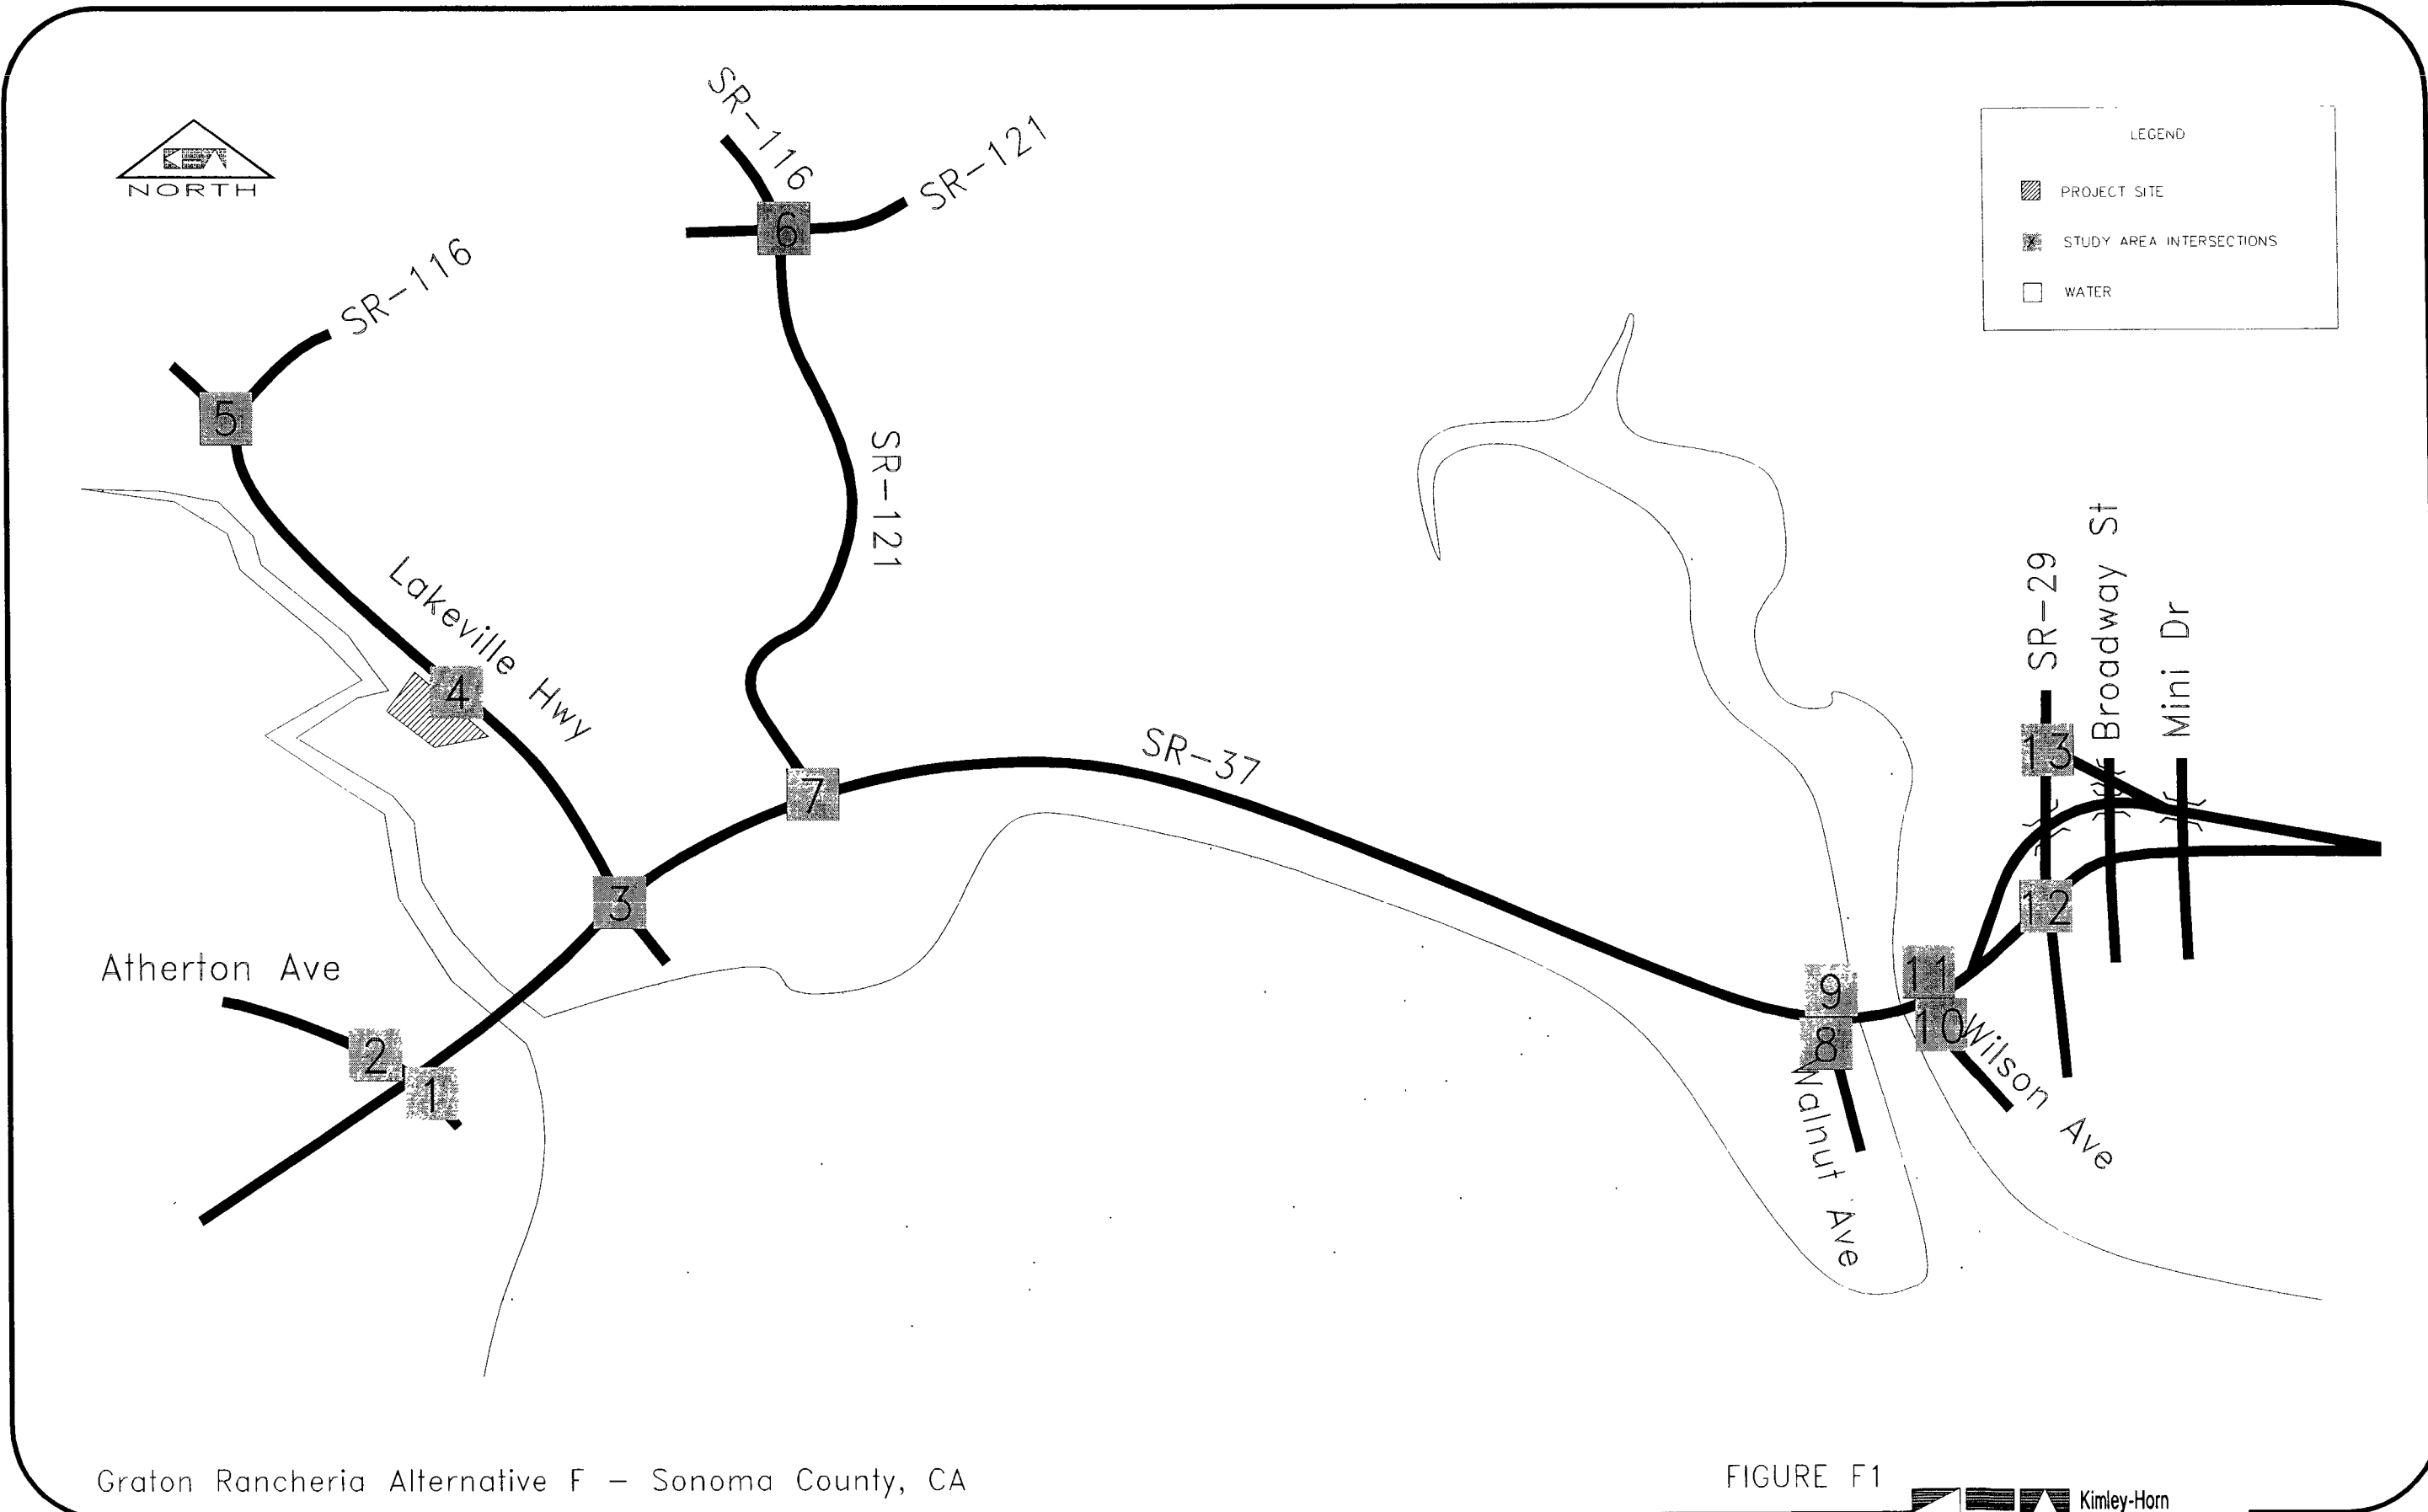 SR-116
SR-121
KHA
NORTH
LEGEND
PROJECT SITE
STUDY AREA INTERSECTIONS
WATER
6
SR-116
5
SR-121
Lakeville Hwy
4
SR-29
Broadway St
Mini Dr
13
SR-37
7
3
12
Atherton Ave
2
1
9
8
11
10
Wilson Ave
Walnut Ave
Graton Rancheria Alternative F – Sonoma County, CA
FIGURE F1
Kimley-Horn